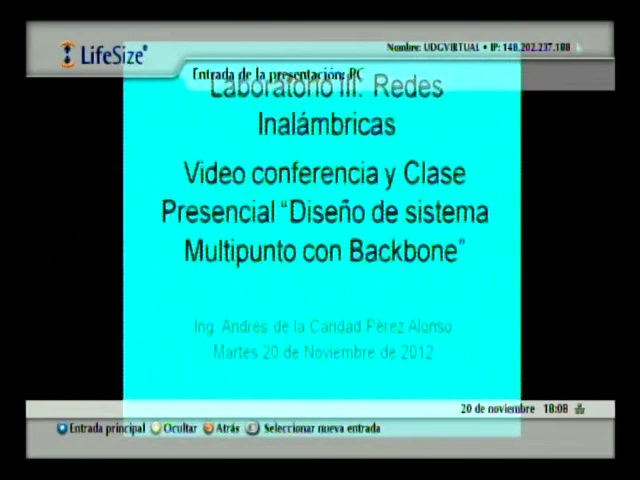 LifeSize®
Nombre: UDGVIRTUAL • IP: 148.202.237.188
Entrada de la presentación: PC
Laboratorio III: Redes
Inalámbricas
Video conferencia y Clase
Presencial “Diseño de sistema
Multipunto con Backbone”
Ing. Andrés de la Caridad Pérez Alonso
Martes 20 de Noviembre de 2012
20 de noviembre 18:08
Entrada principal Ocultar Atrás Seleccionar nueva entrada